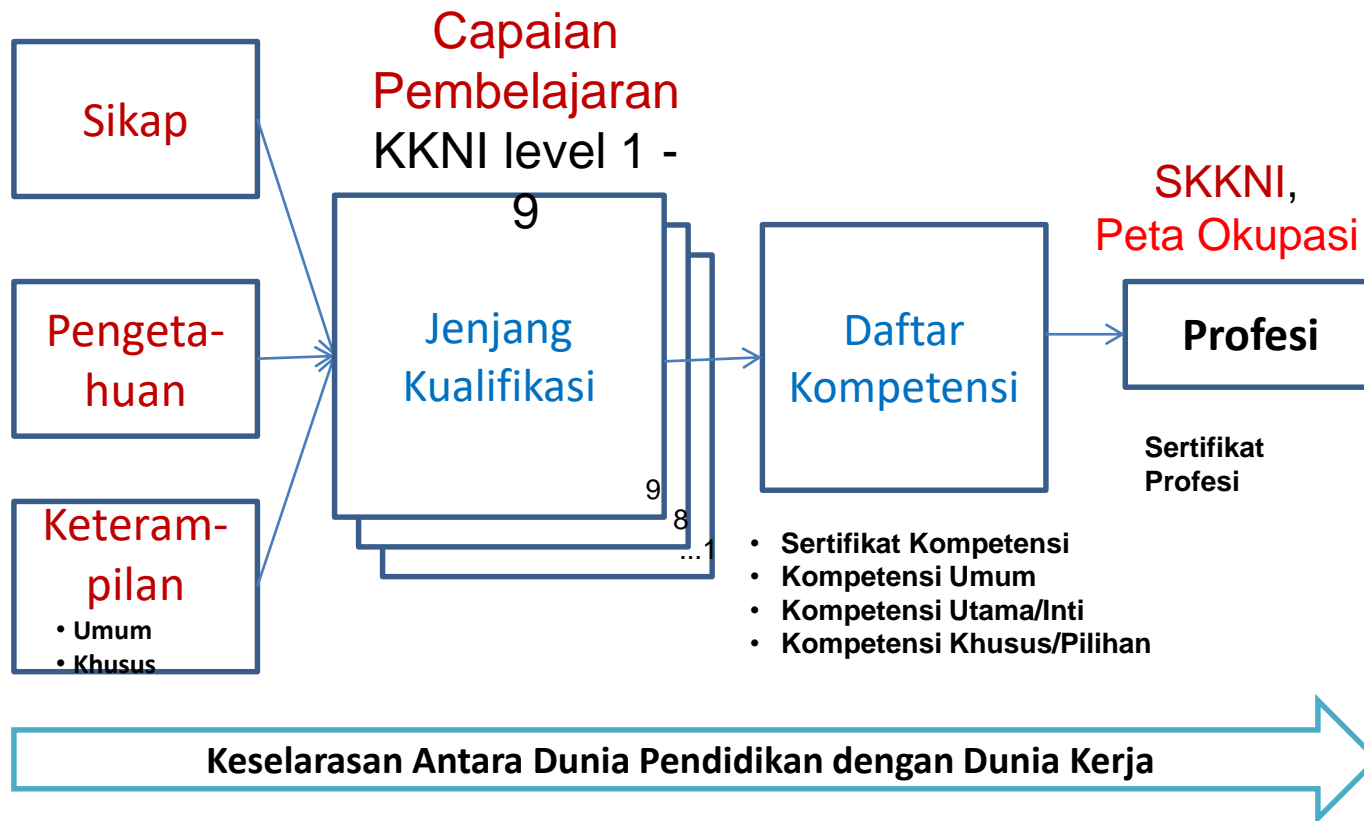 Sikap
Pengeta-
huan
Keteram-
pilan
• Umum
• Khusus
Capaian
Pembelajaran
KKNI level 1 -
9
Jenjang
Kualifikasi
9
8
...1
Daftar
Kompetensi
• Sertifikat Kompetensi
• Kompetensi Umum
• Kompetensi Utama/Inti
• Kompetensi Khusus/Pilihan
SKKNI,
Peta Okupasi
Profesi
Sertifikat
Profesi
Keselarasan Antara Dunia Pendidikan dengan Dunia Kerja